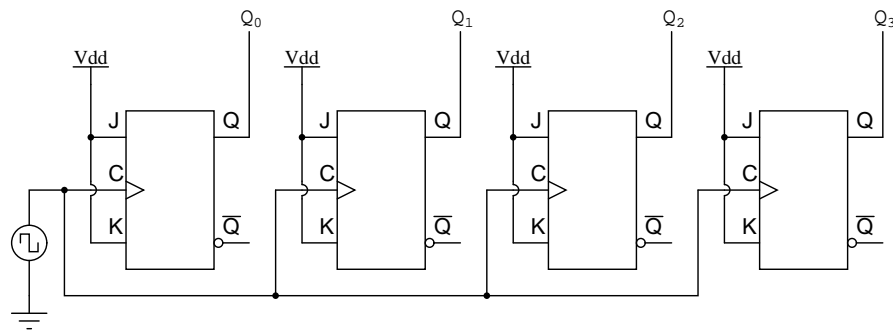 Q0 Q1 Q2 Q3
Vdd Vdd Vdd Vdd
J Q J Q J Q J Q
C C C C
K Q̅ K Q̅ K Q̅ K Q̅